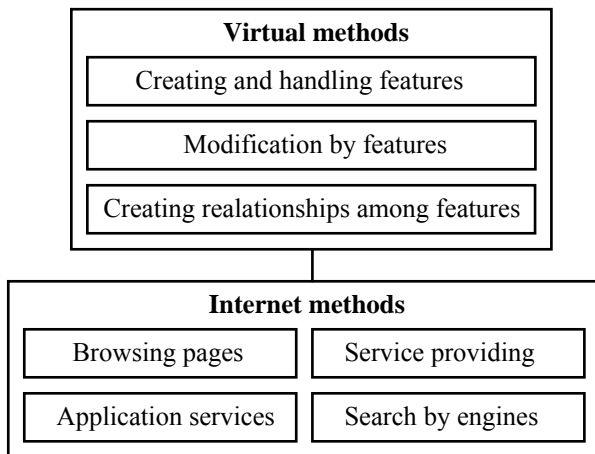 Virtual methods
Creating and handling features
Modification by features
Creating realationships among features
Internet methods
Browsing pages
Service providing
Application services
Search by engines